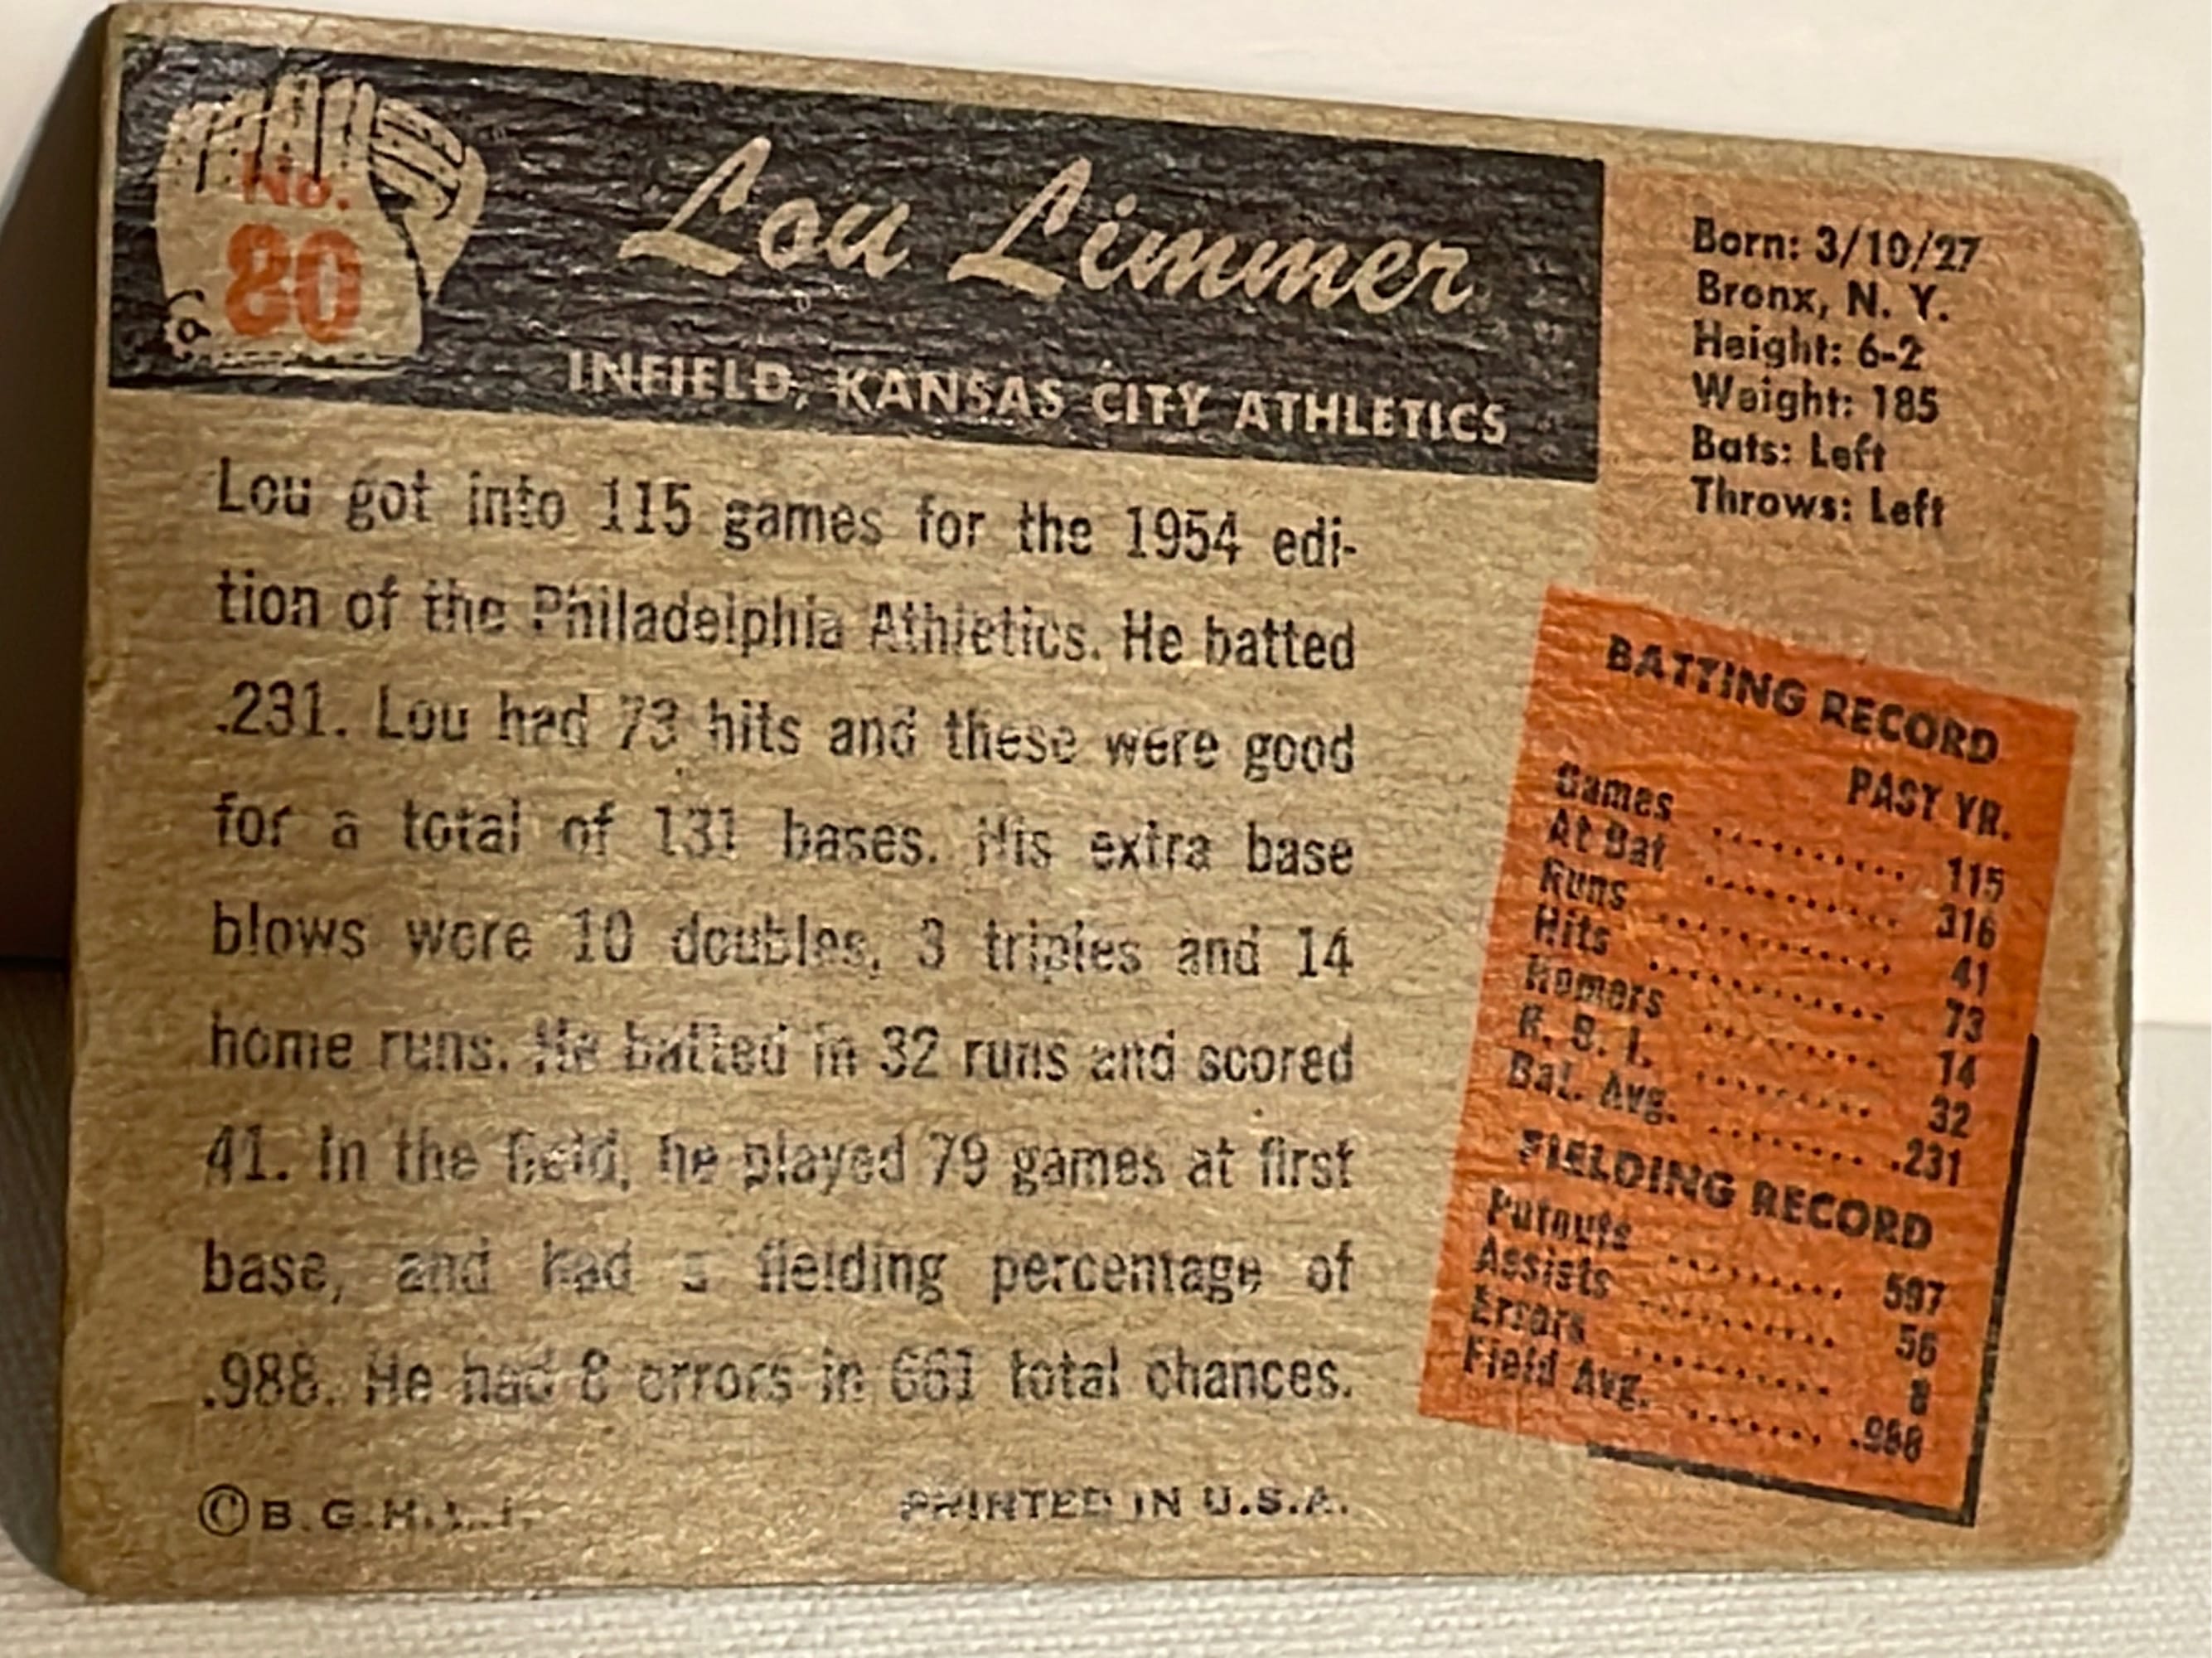 No.
80
Lou Limmer
INFIELD, KANSAS CITY ATHLETICS
Born: 3/10/27
Bronx, N. Y.
Height: 6-2
Weight: 185
Bats: Left
Throws: Left
Lou got into 115 games for the 1954 edi-
tion of the Philadelphia Athletics. He batted
.231. Lou had 73 hits and these were good
for a total of 131 bases. His extra base
blows were 10 doubles, 3 triples and 14
home runs. He batted in 32 runs and scored
41. In the field, he played 79 games at first
base, and had a fielding percentage of
.988. He had 8 errors in 661 total chances.
BATTING RECORD
PAST YR.
Games .......... 115
At Bat .......... 316
Runs ............ 41
Hits ............ 73
Homers ......... 14
R. B. I. ......... 32
Bat. Avg. ........ .231
FIELDING RECORD
Putouts ......... 597
Assists .......... 56
Errors .......... 8
Field Avg. ....... .988
© B. G. H. L. I.
PRINTED IN U.S.A.